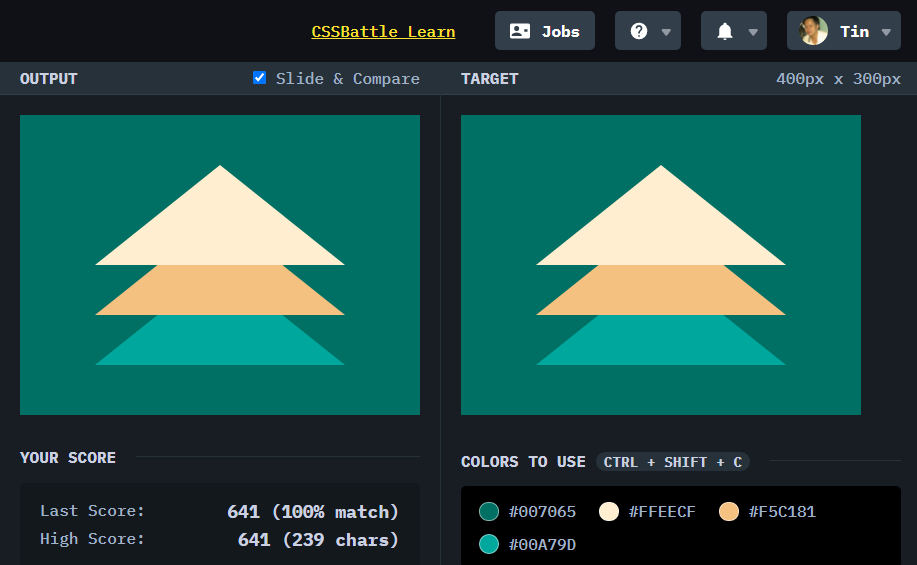 CSSBattle Learn Jobs Tin
OUTPUT Slide & Compare TARGET 400px x 300px
YOUR SCORE
COLORS TO USE CTRL + SHIFT + C
Last Score: 641 (100% match)
High Score: 641 (239 chars)
#007065 #FFEECF #F5C181
#00A79D